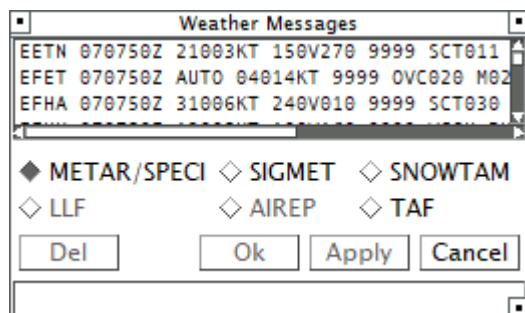 Weather Messages
EETN 070750Z 21003KT 150V270 9999 SCT011
EFET 070750Z AUTO 04014KT 9999 OVC020 M02
EFHA 070750Z 31006KT 240V010 9999 SCT030
METAR/SPECI SIGMET SNOWTAM
LLF AIREP TAF
Del Ok Apply Cancel